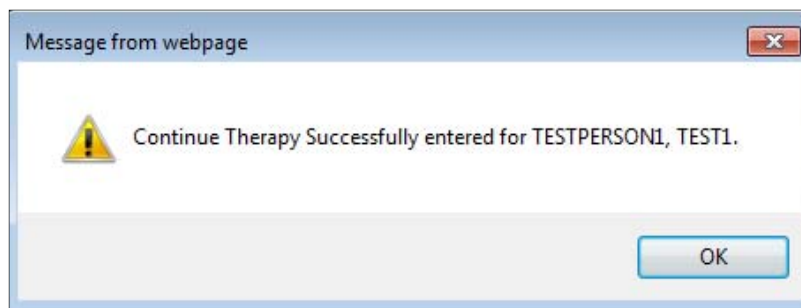 Message from webpage
Continue Therapy Successfully entered for TESTPERSON1, TEST1.
OK